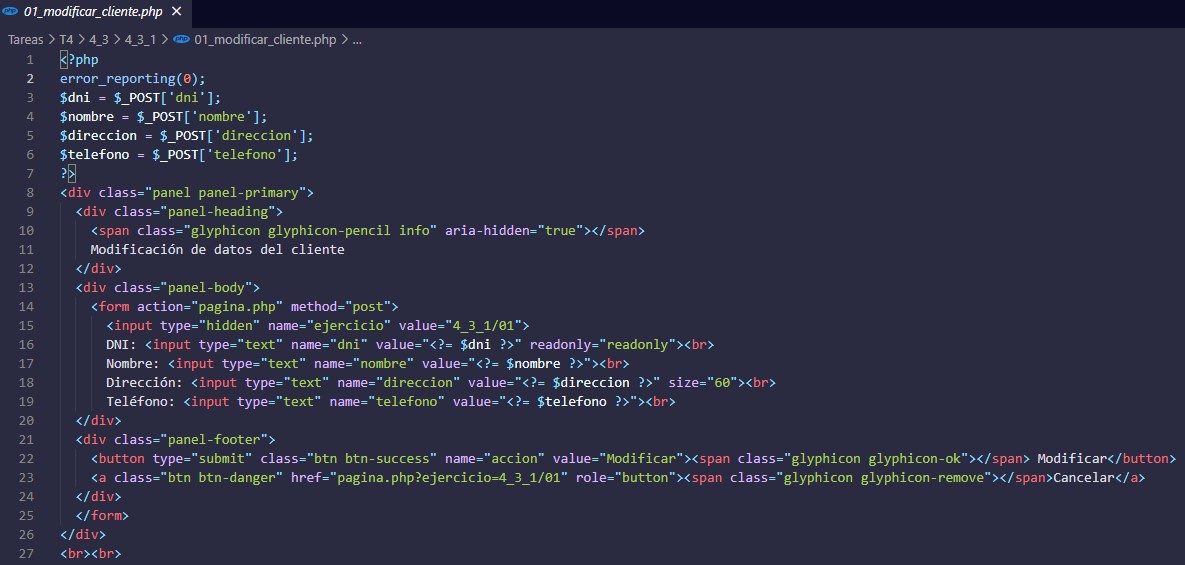 php 01_modificar_cliente.php ×
Tareas > T4 > 4_3 > 4_3_1 > php 01_modificar_cliente.php > ...
1 <?php
2 error_reporting(0);
3 $dni = $_POST['dni'];
4 $nombre = $_POST['nombre'];
5 $direccion = $_POST['direccion'];
6 $telefono = $_POST['telefono'];
7 ?>
8 <div class="panel panel-primary">
9 <div class="panel-heading">
10 <span class="glyphicon glyphicon-pencil info" aria-hidden="true"></span>
11 Modificación de datos del cliente
12 </div>
13 <div class="panel-body">
14 <form action="pagina.php" method="post">
15 <input type="hidden" name="ejercicio" value="4_3_1/01">
16 DNI: <input type="text" name="dni" value="<?= $dni ?>" readonly="readonly"><br>
17 Nombre: <input type="text" name="nombre" value="<?= $nombre ?>"><br>
18 Dirección: <input type="text" name="direccion" value="<?= $direccion ?>" size="60"><br>
19 Teléfono: <input type="text" name="telefono" value="<?= $telefono ?>"><br>
20 </div>
21 <div class="panel-footer">
22 <button type="submit" class="btn btn-success" name="accion" value="Modificar"><span class="glyphicon glyphicon-ok"></span> Modificar</button>
23 <a class="btn btn-danger" href="pagina.php?ejercicio=4_3_1/01" role="button"><span class="glyphicon glyphicon-remove"></span>Cancelar</a>
24 </div>
25 </form>
26 </div>
27 <br><br>